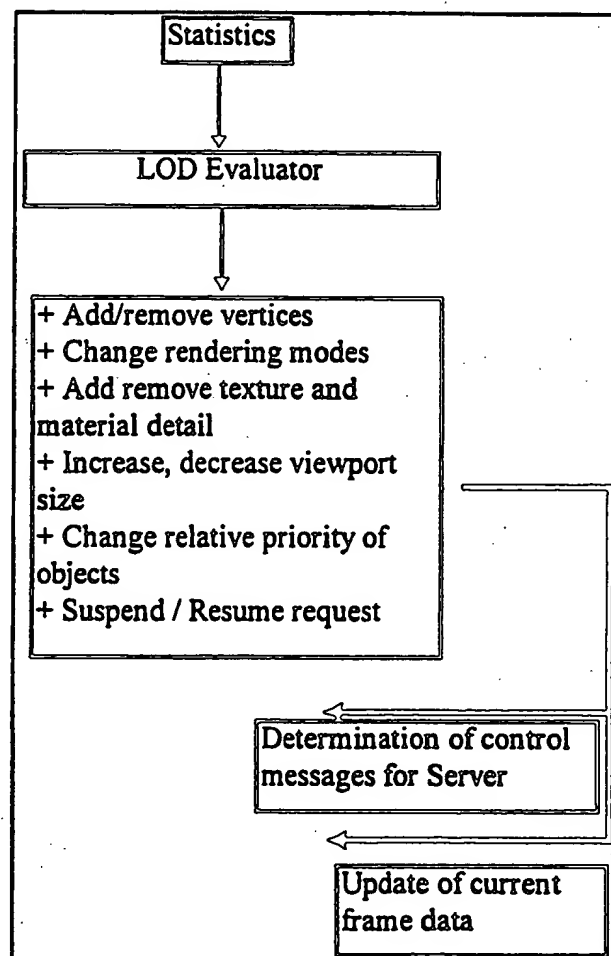 Statistics
LOD Evaluator
+ Add/remove vertices
+ Change rendering modes
+ Add remove texture and
material detail
+ Increase, decrease viewport
size
+ Change relative priority of
objects
+ Suspend / Resume request
Determination of control
messages for Server
Update of current
frame data